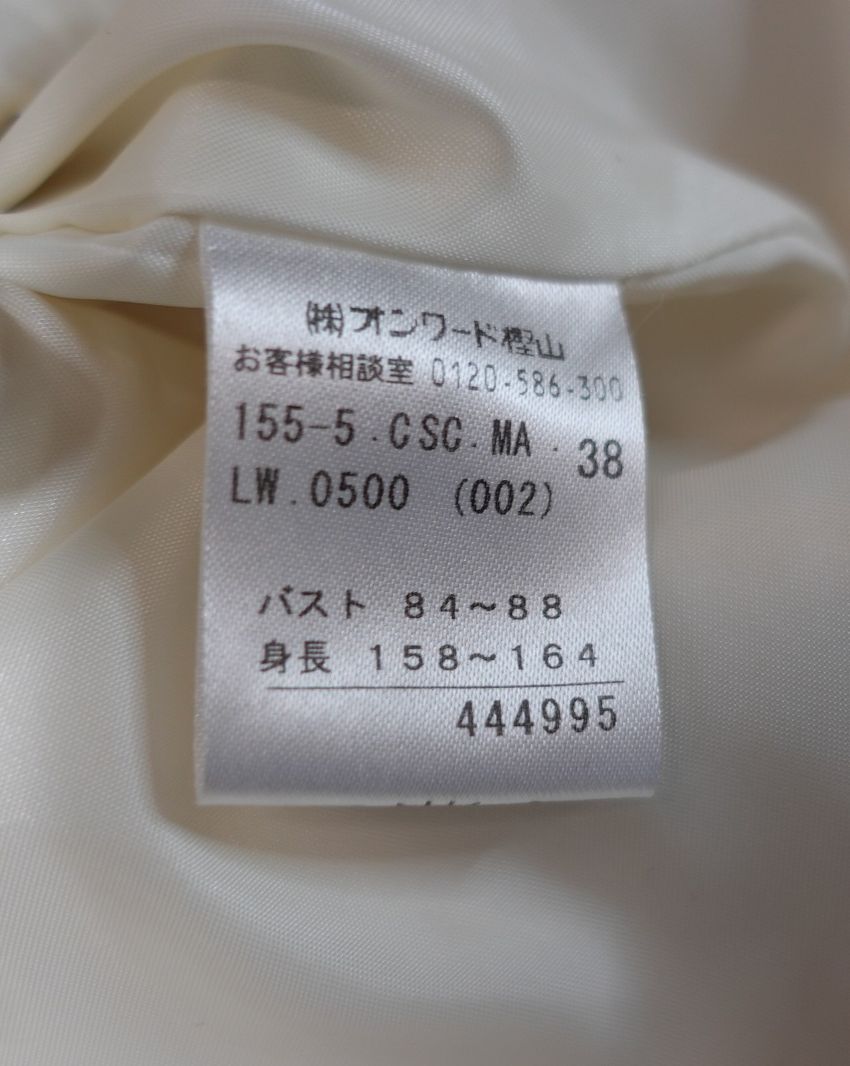 (株)オンワード樫山
お客様相談室 0120-586-300
155-5.CSC.MA.38
LW.0500 (002)
バスト 84～88
身長 158～164
444995